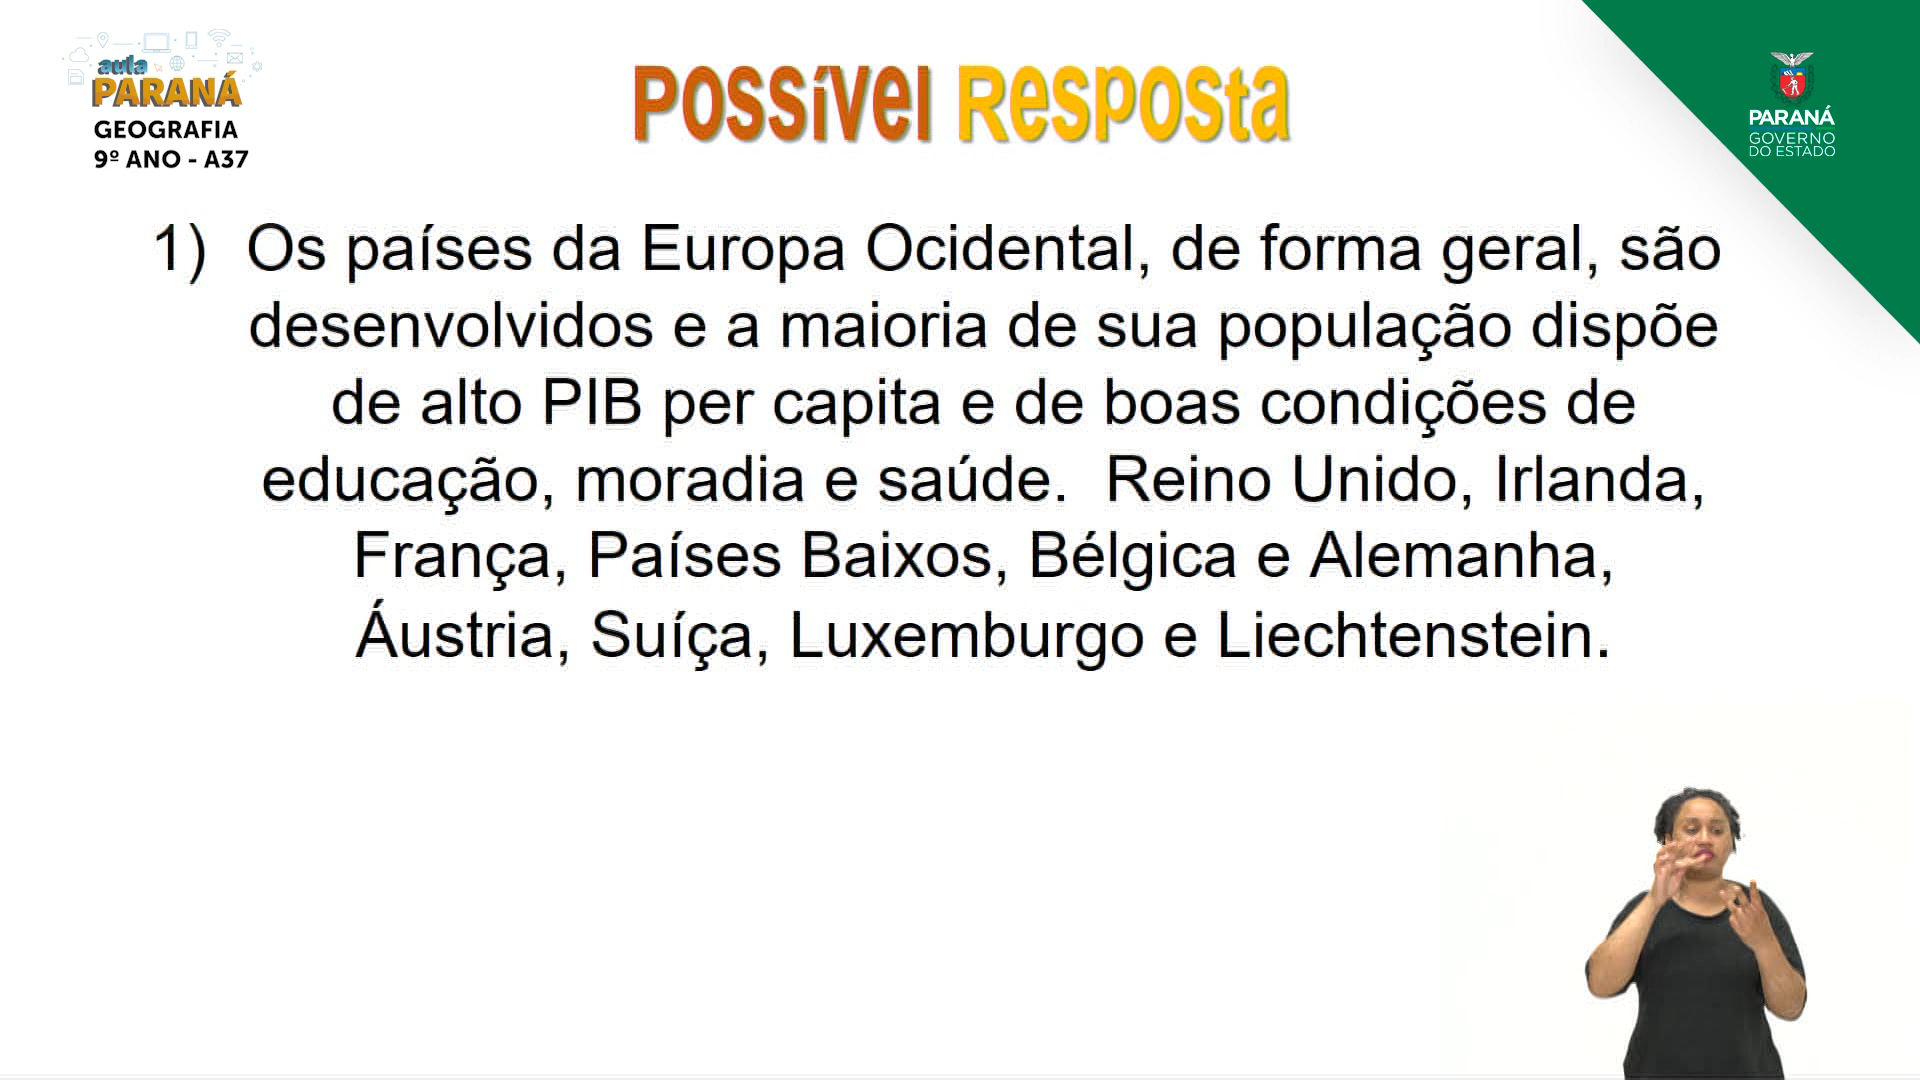 aula
PARANÁ
GEOGRAFIA
9º ANO - A37
Possível Resposta
PARANÁ
GOVERNO
DO ESTADO
1) Os países da Europa Ocidental, de forma geral, são
desenvolvidos e a maioria de sua população dispõe
de alto PIB per capita e de boas condições de
educação, moradia e saúde. Reino Unido, Irlanda,
França, Países Baixos, Bélgica e Alemanha,
Áustria, Suíça, Luxemburgo e Liechtenstein.